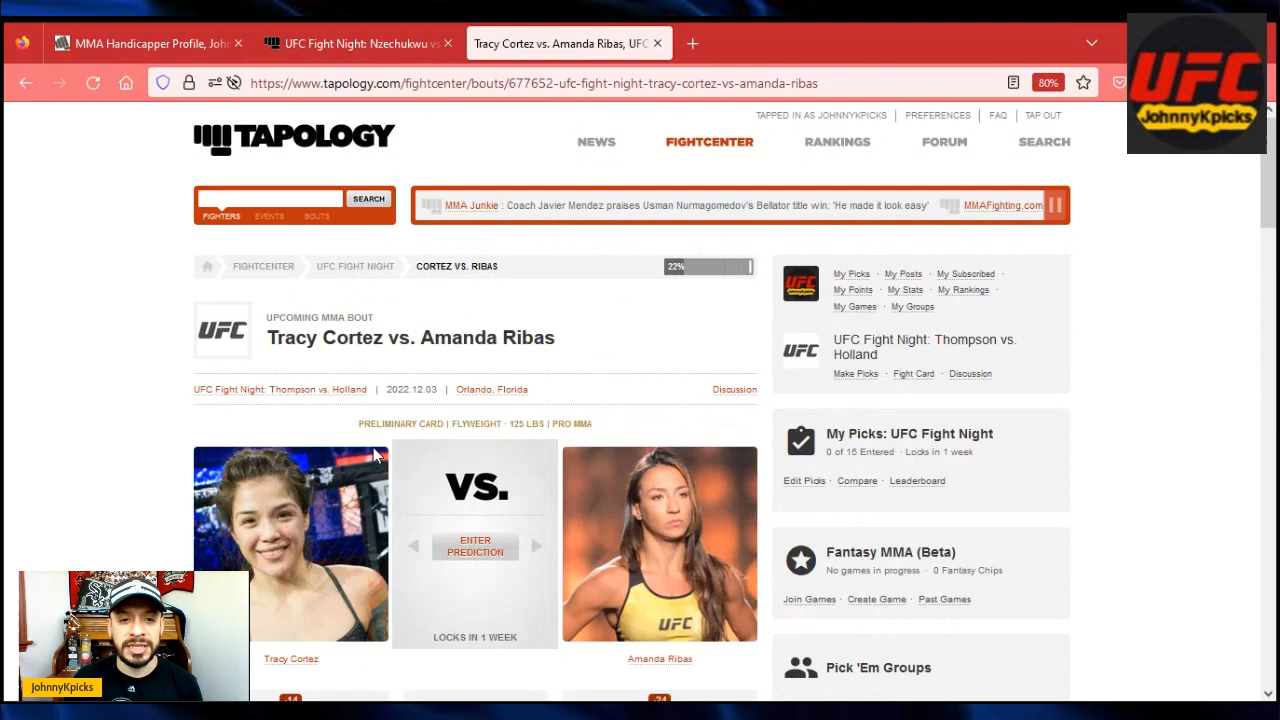 MMA Handicapper Profile, Joh
UFC Fight Night: Nzechukwu vs
Tracy Cortez vs. Amanda Ribas, UFC
https://www.tapology.com/fightcenter/bouts/677652-ufc-fight-night-tracy-cortez-vs-amanda-ribas
80%
UFC
JohnnyKpicks
TAPPED IN AS JOHNNYKPICKS
PREFERENCES
FAQ
TAP OUT
TAPOLOGY
NEWS
FIGHTCENTER
RANKINGS
FORUM
SEARCH
SEARCH
FIGHTERS
EVENTS
BOUTS
MMA Junkie : Coach Javier Mendez praises Usman Nurmagomedov's Bellator title win: 'He made it look easy'
MMAFighting.com
FIGHTCENTER
UFC FIGHT NIGHT
CORTEZ VS. RIBAS
22%
UFC
UPCOMING MMA BOUT
Tracy Cortez vs. Amanda Ribas
UFC Fight Night: Thompson vs. Holland | 2022.12.03 | Orlando, Florida
Discussion
PRELIMINARY CARD | FLYWEIGHT · 125 LBS | PRO MMA
VS.
ENTER
PREDICTION
LOCKS IN 1 WEEK
UFC
Tracy Cortez
Amanda Ribas
-14
-24
My Picks · My Posts · My Subscribed ·
My Points · My Stats · My Rankings ·
My Games · My Groups
UFC
UFC Fight Night: Thompson vs.
Holland
Make Picks · Fight Card · Discussion
My Picks: UFC Fight Night
0 of 15 Entered · Locks in 1 week
Edit Picks · Compare · Leaderboard
Fantasy MMA (Beta)
No games in progress · 0 Fantasy Chips
Join Games · Create Game · Past Games
Pick 'Em Groups
JohnnyKpicks